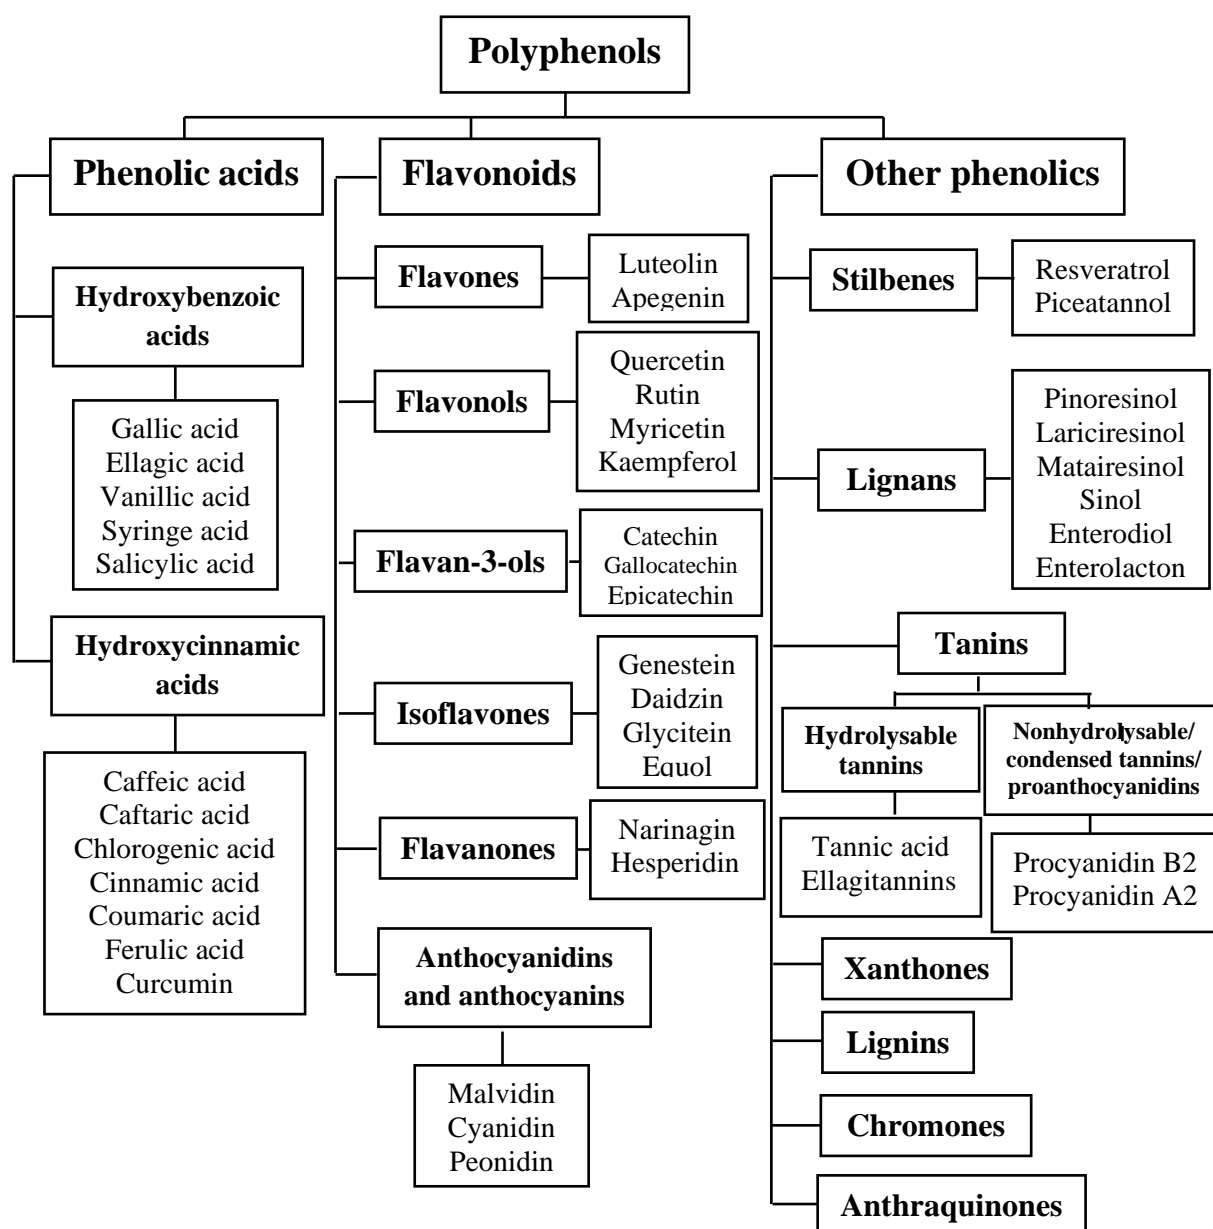 Polyphenols
Phenolic acids
Hydroxybenzoic
acids
Gallic acid
Ellagic acid
Vanillic acid
Syringe acid
Salicylic acid
Hydroxycinnamic
acids
Caffeic acid
Caftaric acid
Chlorogenic acid
Cinnamic acid
Coumaric acid
Ferulic acid
Curcumin
Flavonoids
Flavones
Luteolin
Apegenin
Flavonols
Quercetin
Rutin
Myricetin
Kaempferol
Flavan-3-ols
Catechin
Gallocatechin
Epicatechin
Isoflavones
Genestein
Daidzin
Glycitein
Equol
Flavanones
Narinagin
Hesperidin
Anthocyanidins
and anthocyanins
Malvidin
Cyanidin
Peonidin
Other phenolics
Stilbenes
Resveratrol
Piceatannol
Lignans
Pinoresinol
Lariciresinol
Matairesinol
Sinol
Enterodiol
Enterolacton
Tanins
Hydrolysable
tannins
Tannic acid
Ellagitannins
Nonhydrolysable/
condensed tannins/
proanthocyanidins
Procyanidin B2
Procyanidin A2
Xanthones
Lignins
Chromones
Anthraquinones